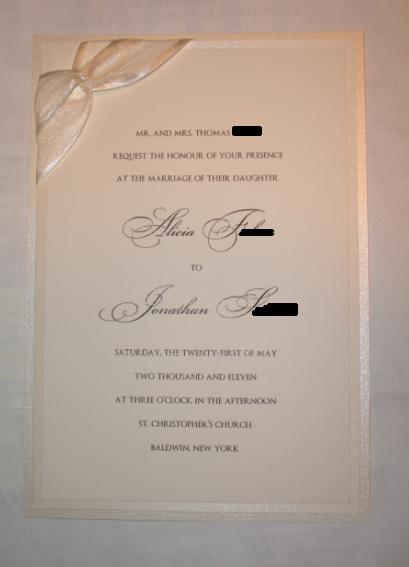 MR. AND MRS. THOMAS
REQUEST THE HONOUR OF YOUR PRESENCE
AT THE MARRIAGE OF THEIR DAUGHTER
Alicia
TO
Jonathan
SATURDAY, THE TWENTY-FIRST OF MAY
TWO THOUSAND AND ELEVEN
AT THREE O'CLOCK IN THE AFTERNOON
ST. CHRISTOPHER'S CHURCH
BALDWIN, NEW YORK